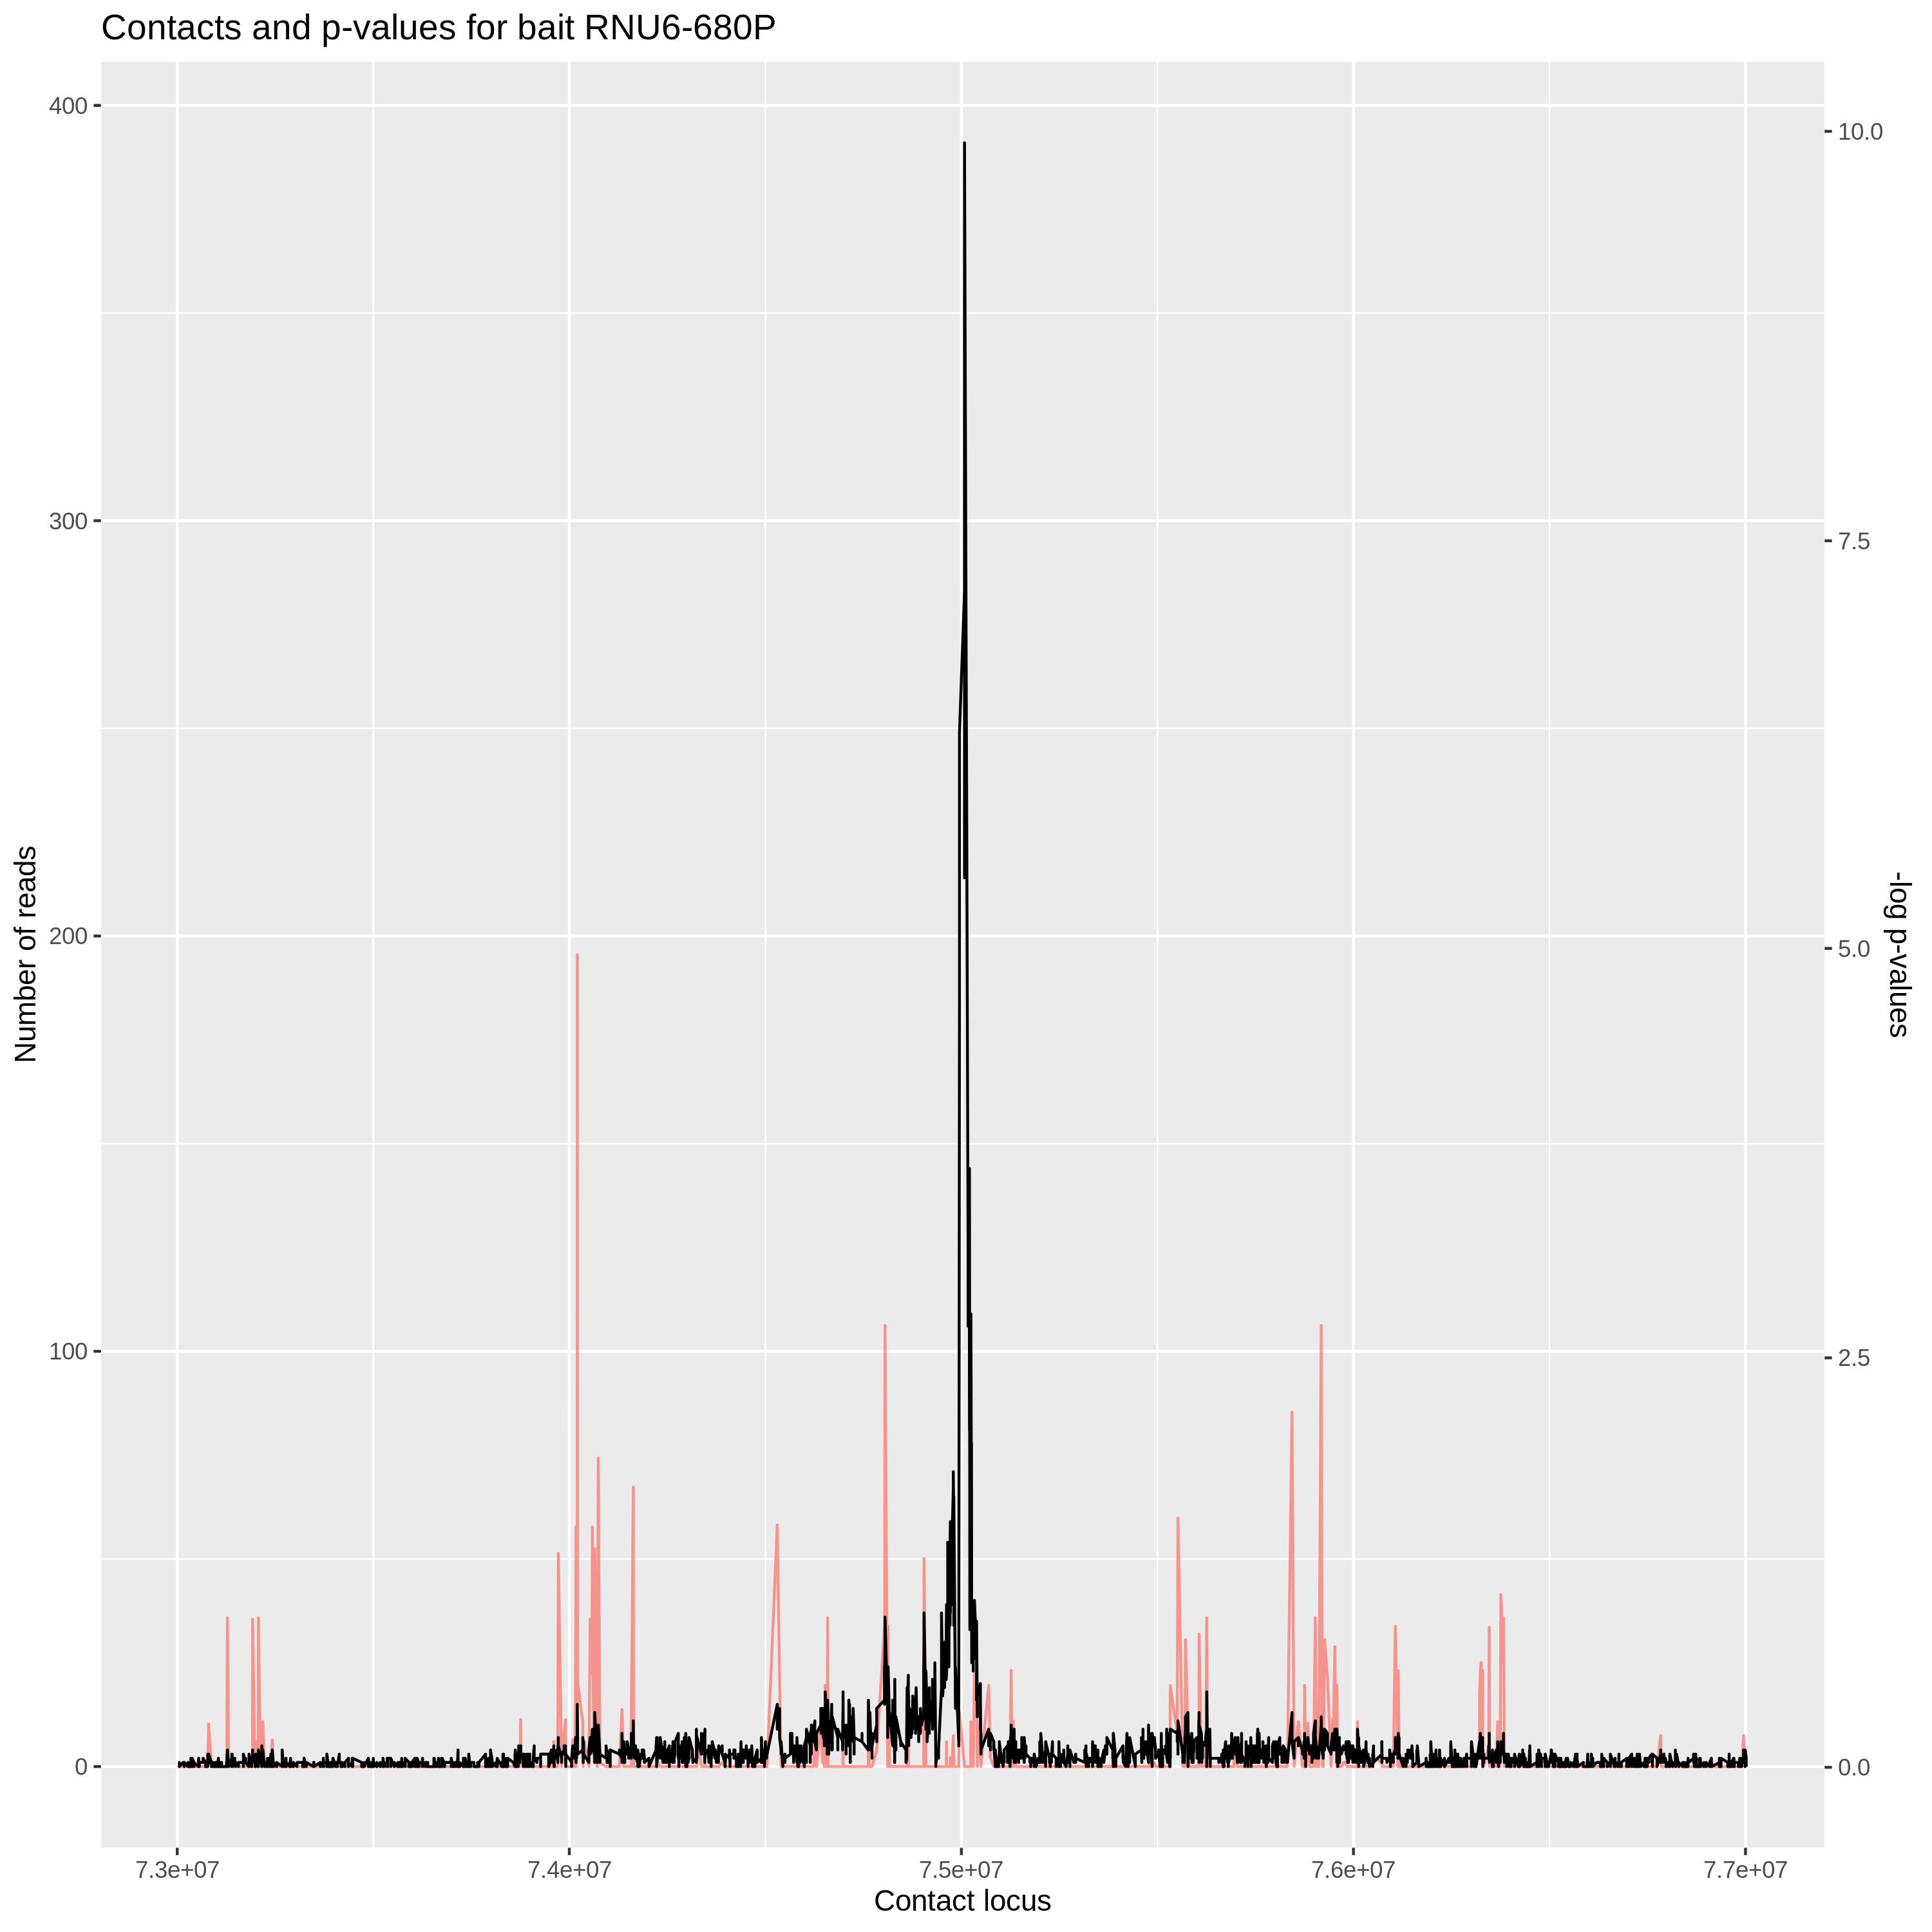 Contacts and p-values for bait RNU6-680P
400
300
200
100
0
Number of reads
10.0
7.5
5.0
2.5
0.0
-log p-values
7.3e+07
7.4e+07
7.5e+07
7.6e+07
7.7e+07
Contact locus